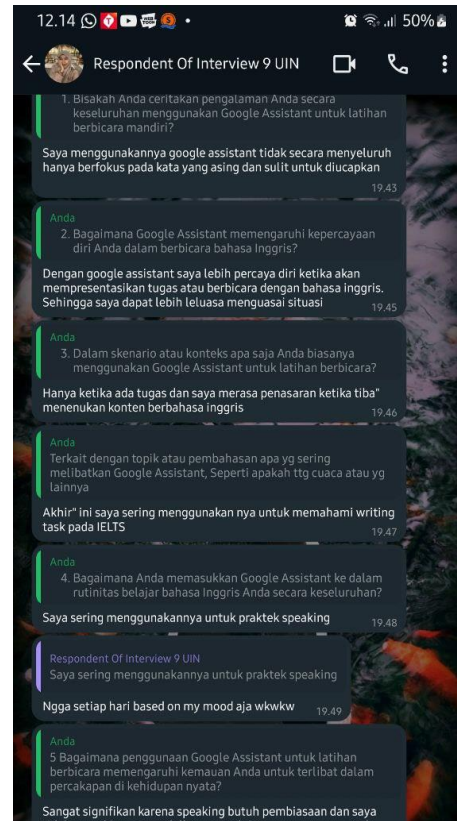 12.14
50%
Respondent Of Interview 9 UIN
1. Bisakah Anda ceritakan pengalaman Anda secara
keseluruhan menggunakan Google Assistant untuk latihan
berbicara mandiri?
Saya menggunakannya google assistant tidak secara menyeluruh
hanya berfokus pada kata yang asing dan sulit untuk diucapkan
19.43
Anda
2. Bagaimana Google Assistant memengaruhi kepercayaan
diri Anda dalam berbicara bahasa Inggris?
Dengan google assistant saya lebih percaya diri ketika akan
mempresentasikan tugas atau berbicara dengan bahasa inggris.
Sehingga saya dapat lebih leluasa menguasai situasi
19.45
Anda
3. Dalam skenario atau konteks apa saja Anda biasanya
menggunakan Google Assistant untuk latihan berbicara?
Hanya ketika ada tugas dan saya merasa penasaran ketika tiba"
menenukan konten berbahasa inggris
19.46
Anda
Terkait dengan topik atau pembahasan apa yg sering
melibatkan Google Assistant, Seperti apakah ttg cuaca atau yg
lainnya
Akhir" ini saya sering menggunakan nya untuk memahami writing
task pada IELTS
19.47
Anda
4. Bagaimana Anda memasukkan Google Assistant ke dalam
rutinitas belajar bahasa Inggris Anda secara keseluruhan?
Saya sering menggunakannya untuk praktek speaking
19.48
Respondent Of Interview 9 UIN
Saya sering menggunakannya untuk praktek speaking
Ngga setiap hari based on my mood aja wkwkw
19.49
Anda
5 Bagaimana penggunaan Google Assistant untuk latihan
berbicara memengaruhi kemauan Anda untuk terlibat dalam
percakapan di kehidupan nyata?
Sangat signifikan karena speaking butuh pembiasaan dan saya